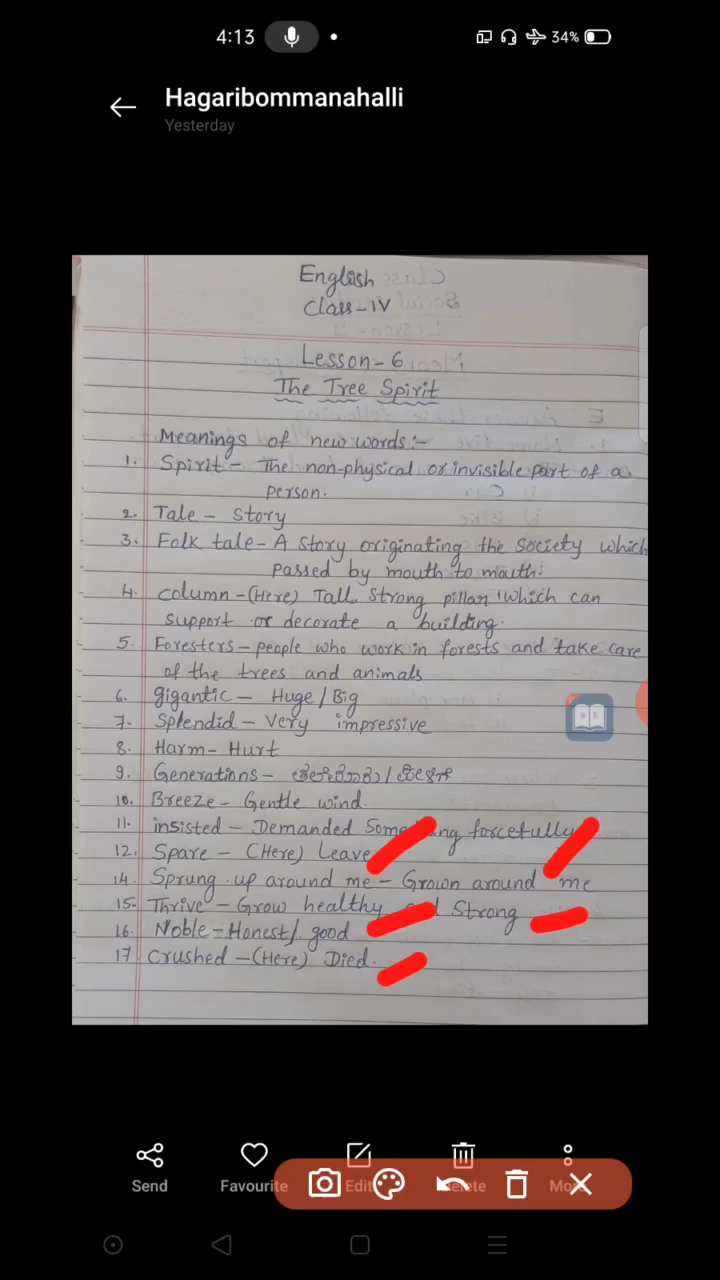 4:13
34%
Hagaribommanahalli
Yesterday
English
Class-IV
Lesson-6
The Tree Spirit
Meanings of new words:-
1. Spirit - The non-physical or invisible part of a
person.
2. Tale - Story
3. Folk tale - A story originating the society which
passed by mouth to mouth.
4. column - (Here) Tall, strong pillar which can
support or decorate a building.
5. Foresters - people who work in forests and take care
of the trees and animals
6. gigantic - Huge / Big
7. Splendid - Very impressive
8. Harm - Hurt
9. Generations -
10. Breeze - Gentle wind.
11. insisted - Demanded forcefully
12. Spare - (Here) Leave
14. Sprung up around me - Grown around me
15. Thrive - Grow healthy Strong
16. Noble - Honest/ good
17 Crushed - (Here) Died.
Send
Favourite
Edit